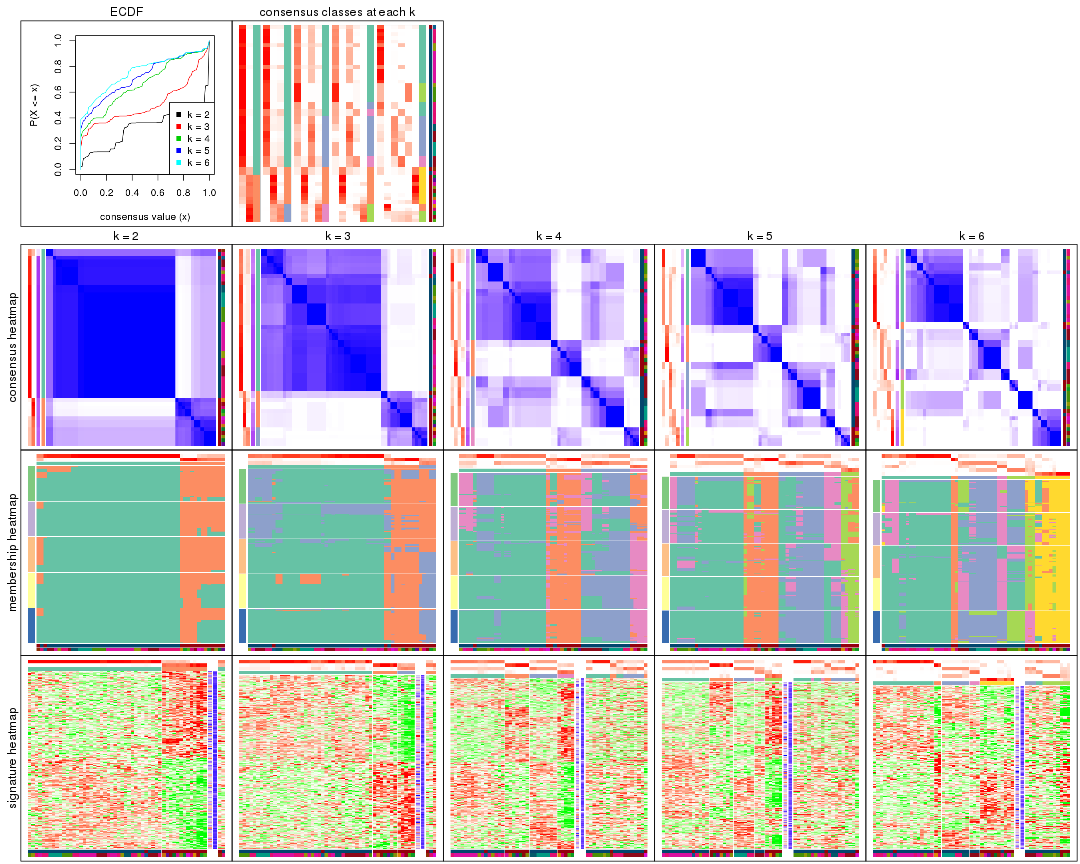 ECDF
consensus classes at each k
P(X <= x)
0.0 0.2 0.4 0.6 0.8 1.0
k = 2
k = 3
k = 4
k = 5
k = 6
0.0 0.2 0.4 0.6 0.8 1.0
consensus value (x)
k = 2 k = 3 k = 4 k = 5 k = 6
consensus heatmap
membership heatmap
signature heatmap